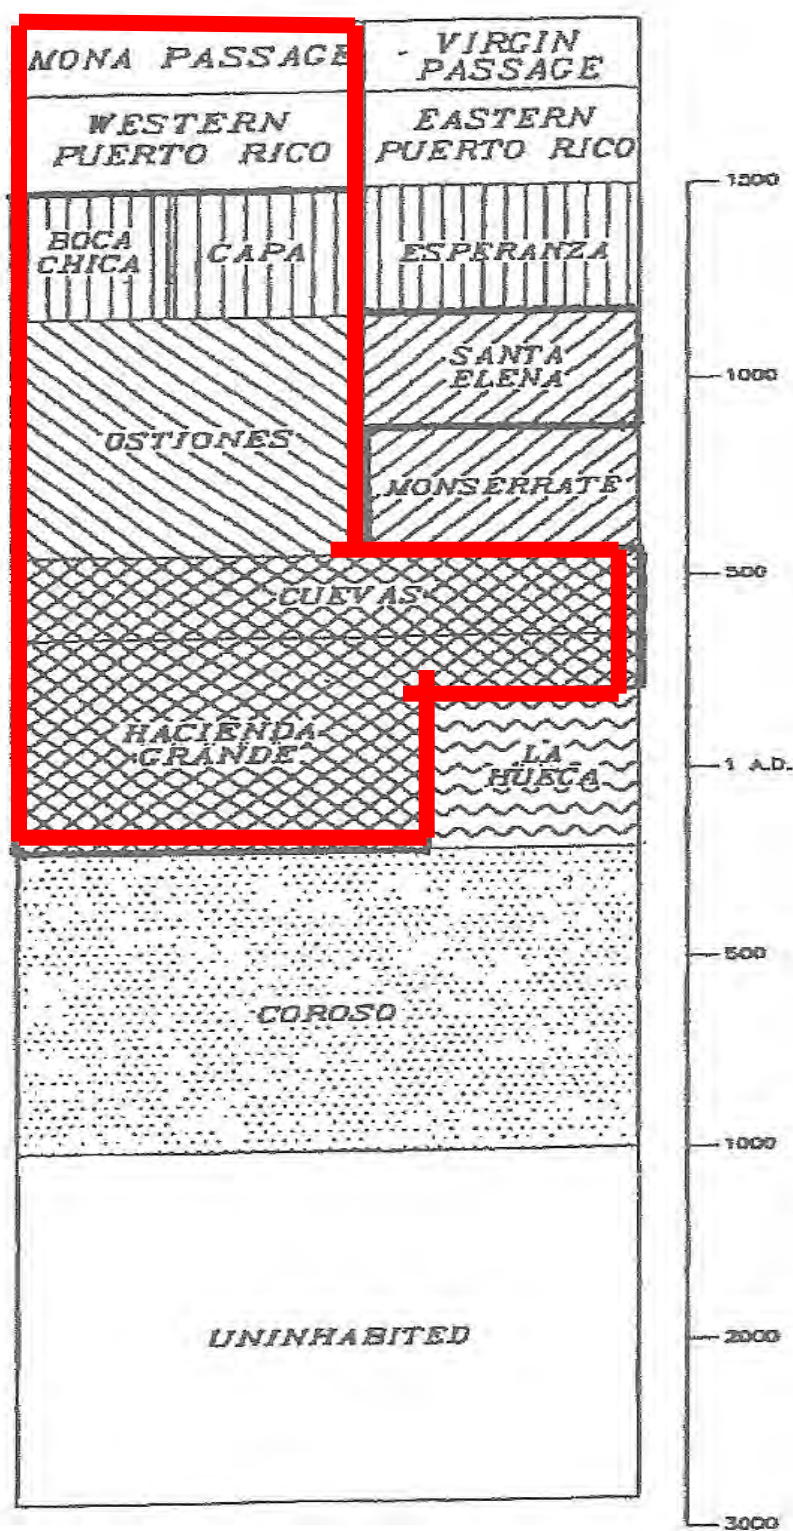 MONA PASSAGE
VIRGIN
PASSAGE
WESTERN
PUERTO RICO
EASTERN
PUERTO RICO
1500
BOCA
CHICA
CAPA
ESPERANZA
SANTA
ELENA
1000
OSTIONES
MONSERRATE
500
CUEVAS
HACIENDA
GRANDE
LA
HUECA
1 A.D.
500
COROSO
1000
UNINHABITED
2000
3000